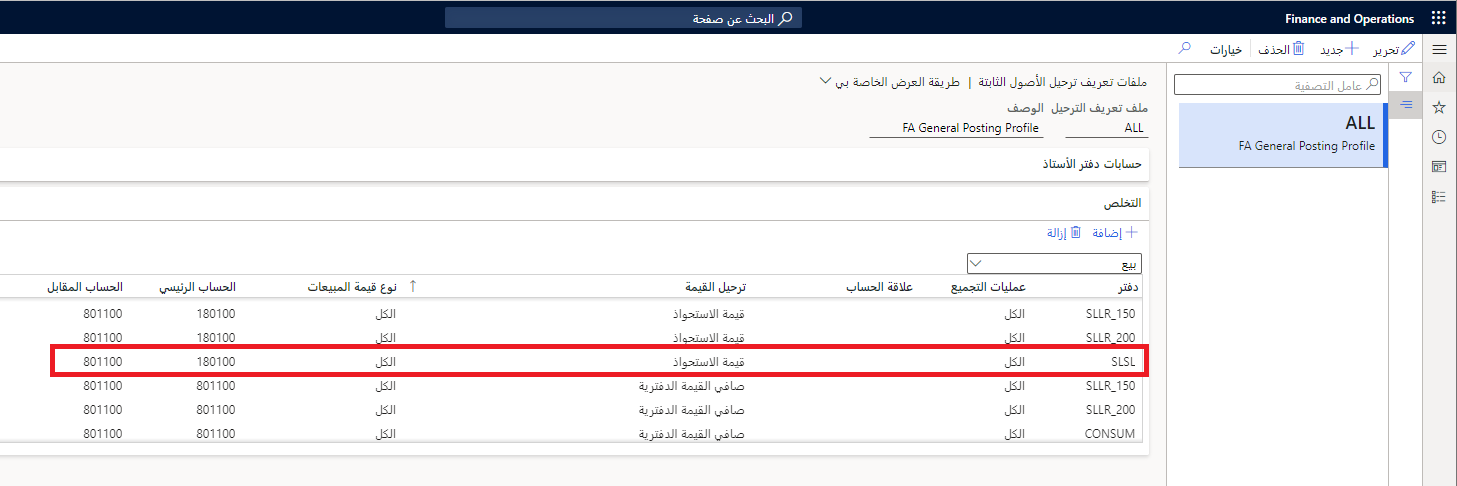 Finance and Operations
البحث عن صفحة
تحرير جديد الحذف خيارات
عامل التصفية
ALL
FA General Posting Profile
ملفات تعريف ترحيل الأصول الثابتة | طريقة العرض الخاصة بي
ملف تعريف الترحيل الوصف
ALL FA General Posting Profile
حسابات دفتر الأستاذ
التخلص
إضافة إزالة
بيع
دفتر عمليات التجميع علاقة الحساب ترحيل القيمة نوع قيمة المبيعات الحساب الرئيسي الحساب المقابل
SLLR_150 الكل قيمة الاستحواذ الكل 180100 801100
SLLR_200 الكل قيمة الاستحواذ الكل 180100 801100
SLSL الكل قيمة الاستحواذ الكل 180100 801100
SLLR_150 الكل صافي القيمة الدفترية الكل 801100 801100
SLLR_200 الكل صافي القيمة الدفترية الكل 801100 801100
CONSUM الكل صافي القيمة الدفترية الكل 801100 801100